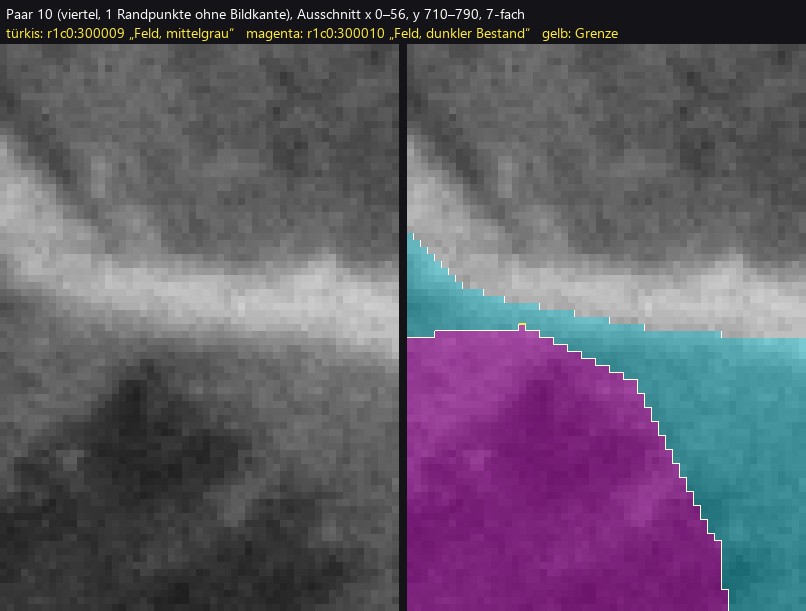 Paar 10 (viertel, 1 Randpunkte ohne Bildkante), Ausschnitt x 0–56, y 710–790, 7-fach
türkis: r1c0:300009 „Feld, mittelgrau“ magenta: r1c0:300010 „Feld, dunkler Bestand“ gelb: Grenze